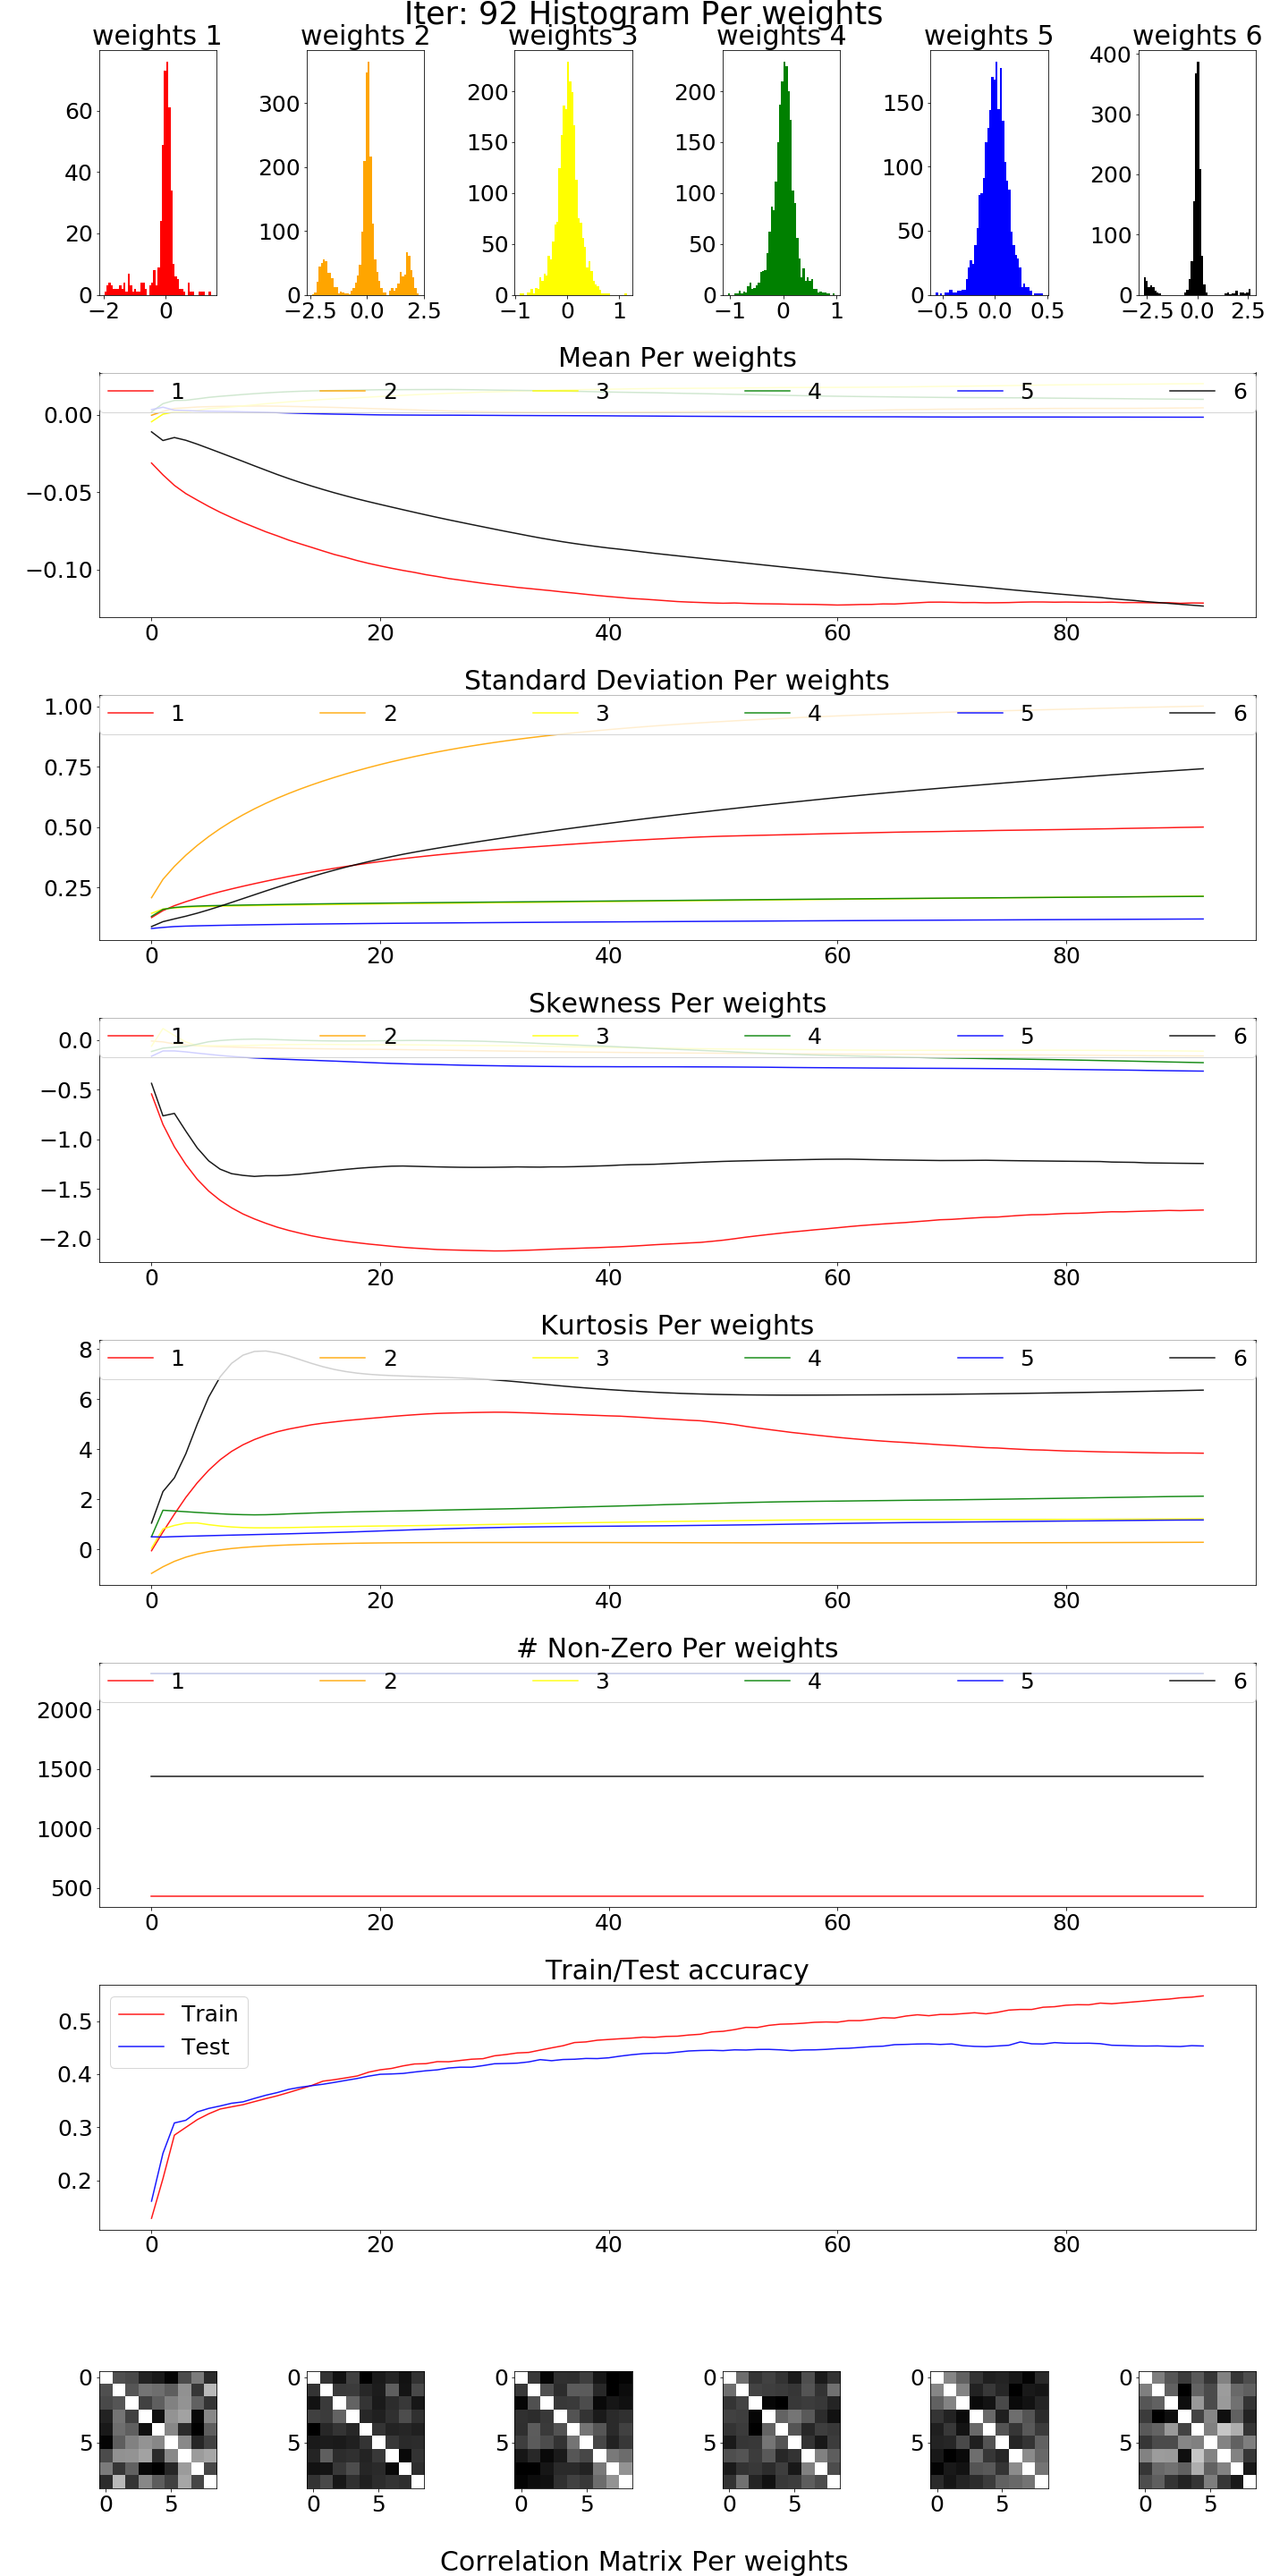 Iter: 92 Histogram Per weights
weights 1 weights 2 weights 3 weights 4 weights 5 weights 6
60 40 20 0
−2 0
300 200 100 0
−2.5 0.0 2.5
200 150 100 50 0
−1 0 1
200 150 100 50 0
−1 0 1
150 100 50 0
−0.5 0.0 0.5
400 300 200 100 0
−2.5 0.0 2.5
Mean Per weights
1 2 3 4 5 6
0.00
−0.05
−0.10
0 20 40 60 80
Standard Deviation Per weights
1 2 3 4 5 6
1.00
0.75
0.50
0.25
0 20 40 60 80
Skewness Per weights
1 2 3 4 5 6
0.0
−0.5
−1.0
−1.5
−2.0
0 20 40 60 80
Kurtosis Per weights
1 2 3 4 5 6
8
6
4
2
0
0 20 40 60 80
# Non-Zero Per weights
1 2 3 4 5 6
2000
1500
1000
500
0 20 40 60 80
Train/Test accuracy
Train
Test
0.5
0.4
0.3
0.2
0 20 40 60 80
0 0 0 0 0 0
5 5 5 5 5 5
0 5 0 5 0 5 0 5 0 5 0 5
Correlation Matrix Per weights